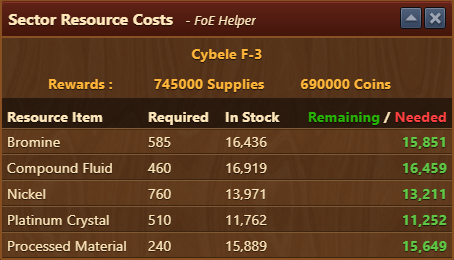 Sector Resource Costs - FoE Helper
Cybele F-3
Rewards : 745000 Supplies 690000 Coins
Resource Item Required In Stock Remaining / Needed
Bromine 585 16,436 15,851
Compound Fluid 460 16,919 16,459
Nickel 760 13,971 13,211
Platinum Crystal 510 11,762 11,252
Processed Material 240 15,889 15,649